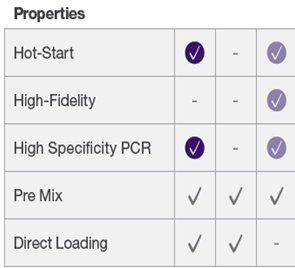 Properties
Hot-Start -
High-Fidelity - -
High Specificity PCR -
Pre Mix
Direct Loading -